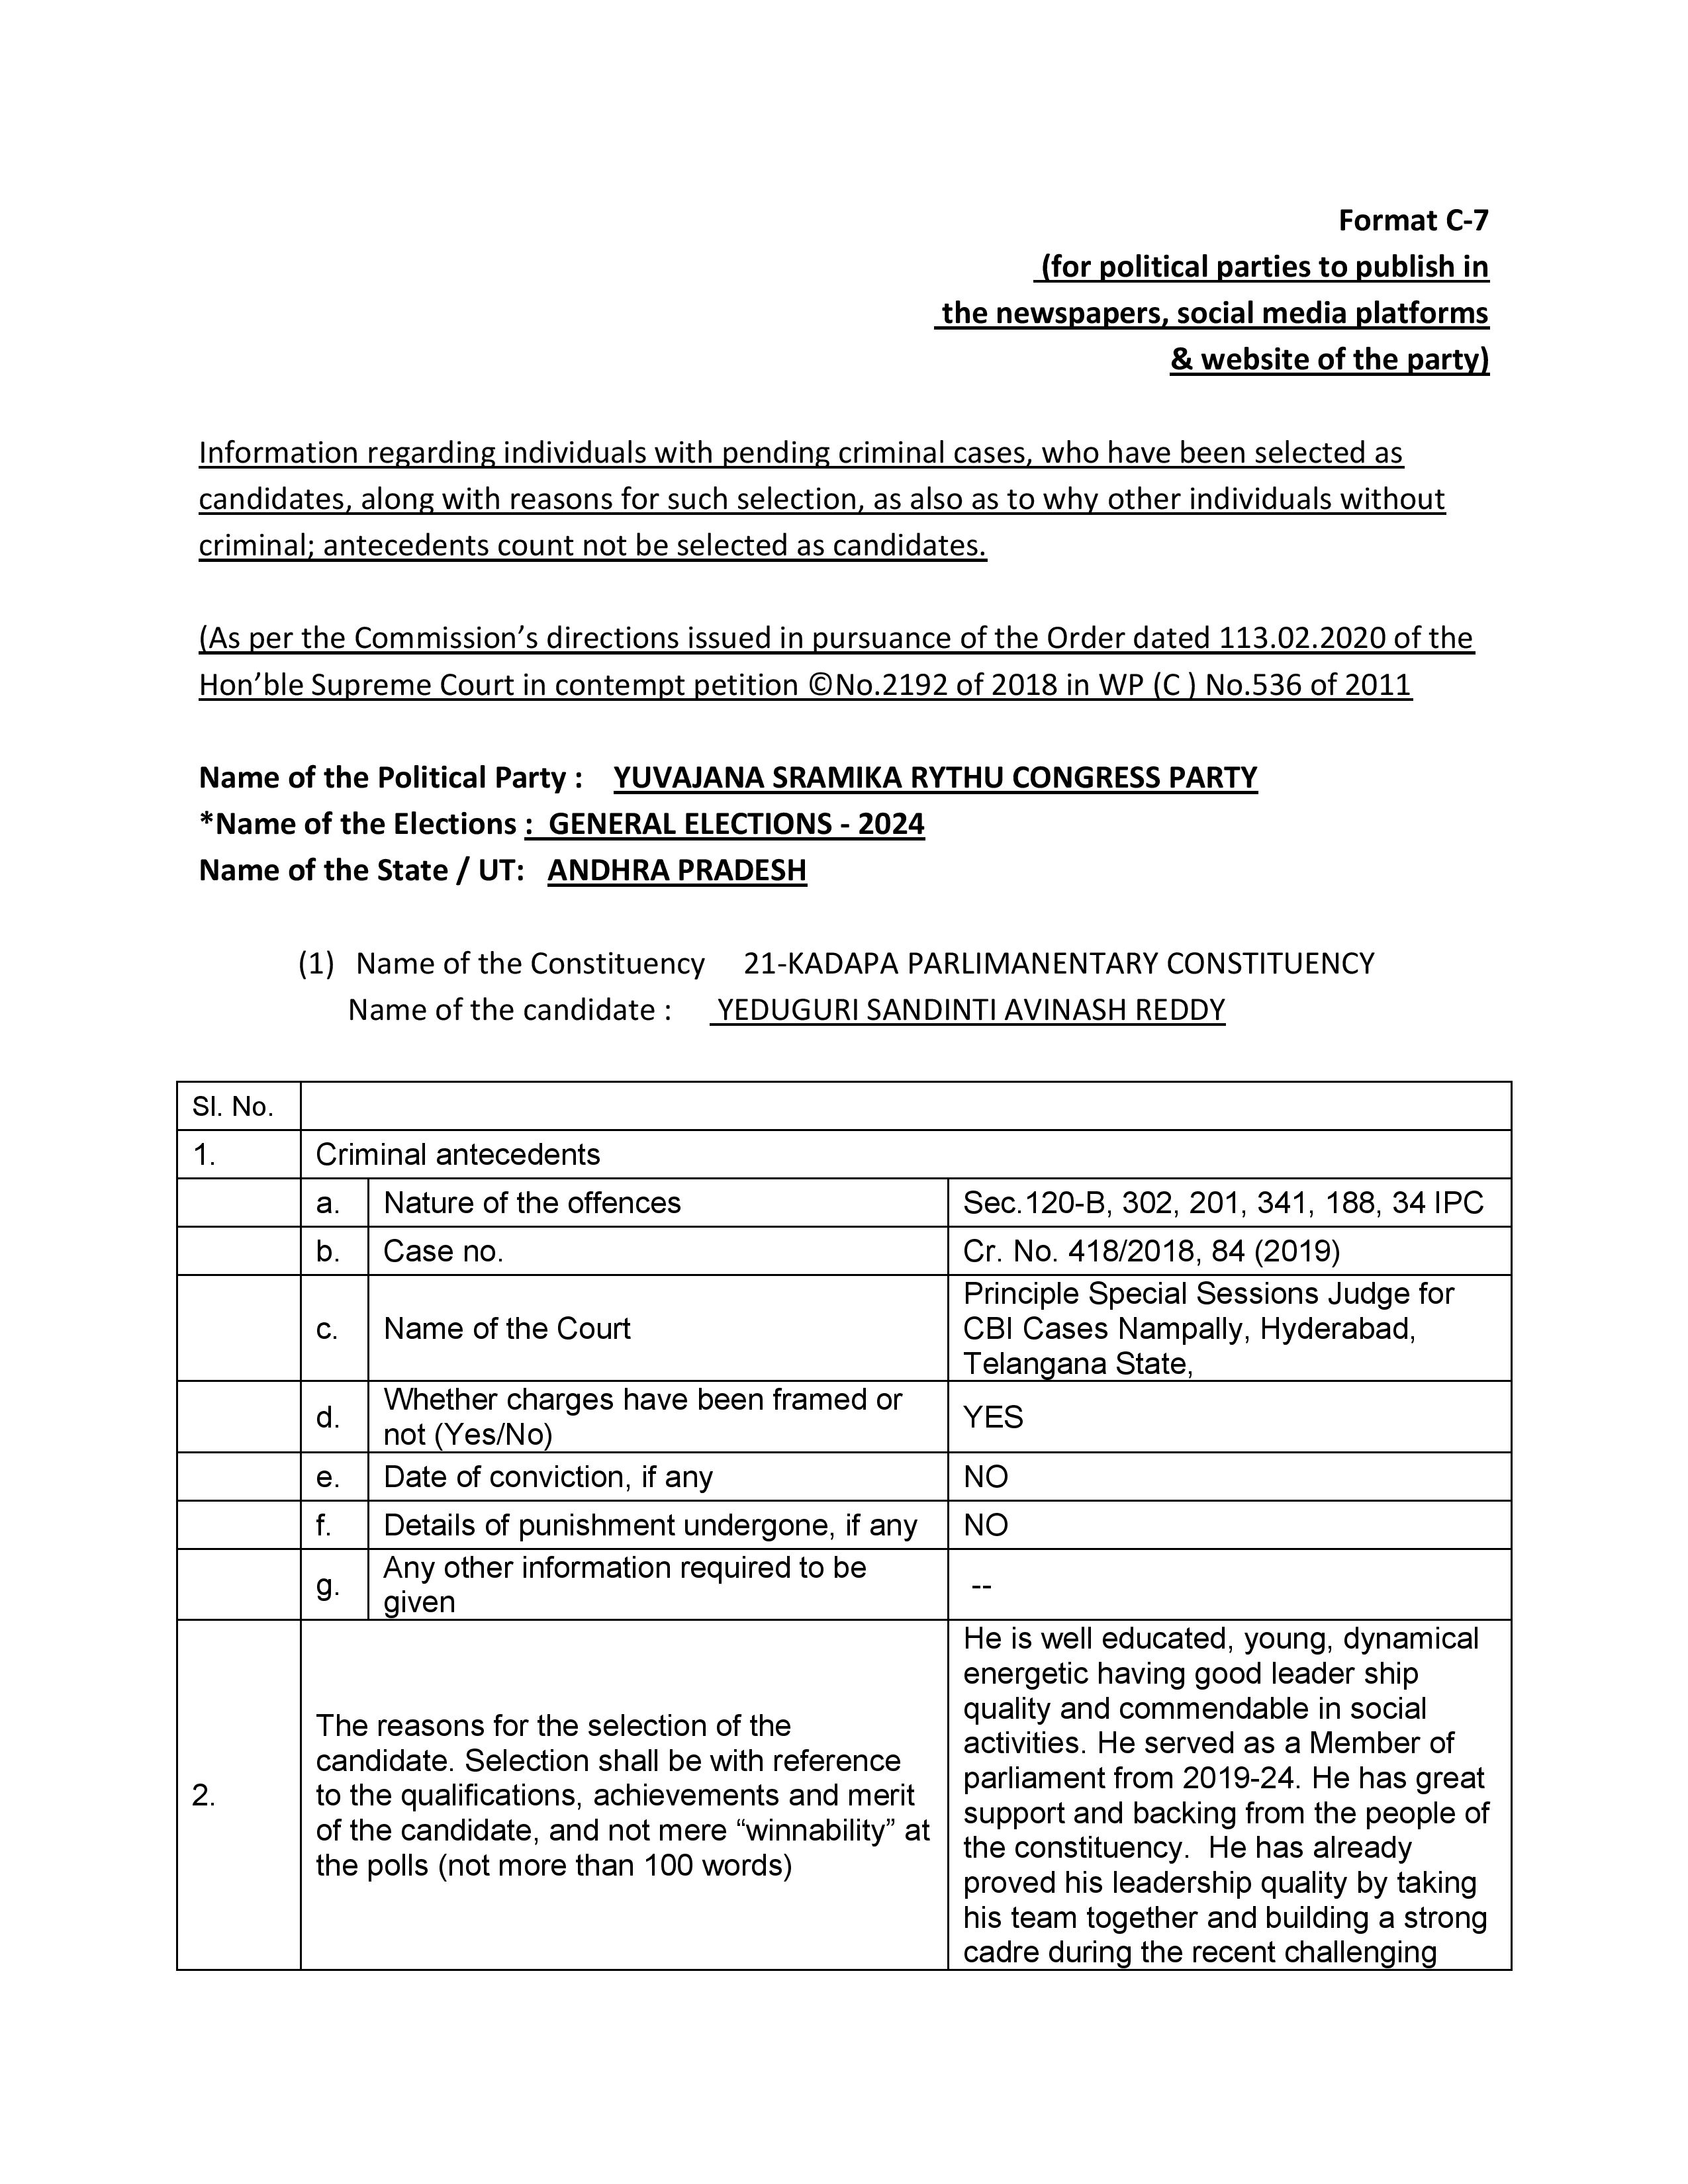 Format C-7
(for political parties to publish in
the newspapers, social media platforms
& website of the party)
Information regarding individuals with pending criminal cases, who have been selected as
candidates, along with reasons for such selection, as also as to why other individuals without
criminal; antecedents count not be selected as candidates.
(As per the Commission’s directions issued in pursuance of the Order dated 113.02.2020 of the
Hon’ble Supreme Court in contempt petition ©No.2192 of 2018 in WP (C ) No.536 of 2011
Name of the Political Party : YUVAJANA SRAMIKA RYTHU CONGRESS PARTY
*Name of the Elections : GENERAL ELECTIONS - 2024
Name of the State / UT: ANDHRA PRADESH
(1) Name of the Constituency 21-KADAPA PARLIMANENTARY CONSTITUENCY
Name of the candidate : YEDUGURI SANDINTI AVINASH REDDY
Sl. No.
1. Criminal antecedents
a. Nature of the offences Sec.120-B, 302, 201, 341, 188, 34 IPC
b. Case no. Cr. No. 418/2018, 84 (2019)
c. Name of the Court
Principle Special Sessions Judge for
CBI Cases Nampally, Hyderabad,
Telangana State,
d. Whether charges have been framed or
not (Yes/No)
YES
e. Date of conviction, if any NO
f. Details of punishment undergone, if any NO
g. Any other information required to be
given
--
2.
The reasons for the selection of the
candidate. Selection shall be with reference
to the qualifications, achievements and merit
of the candidate, and not mere “winnability” at
the polls (not more than 100 words)
He is well educated, young, dynamical
energetic having good leader ship
quality and commendable in social
activities. He served as a Member of
parliament from 2019-24. He has great
support and backing from the people of
the constituency. He has already
proved his leadership quality by taking
his team together and building a strong
cadre during the recent challenging